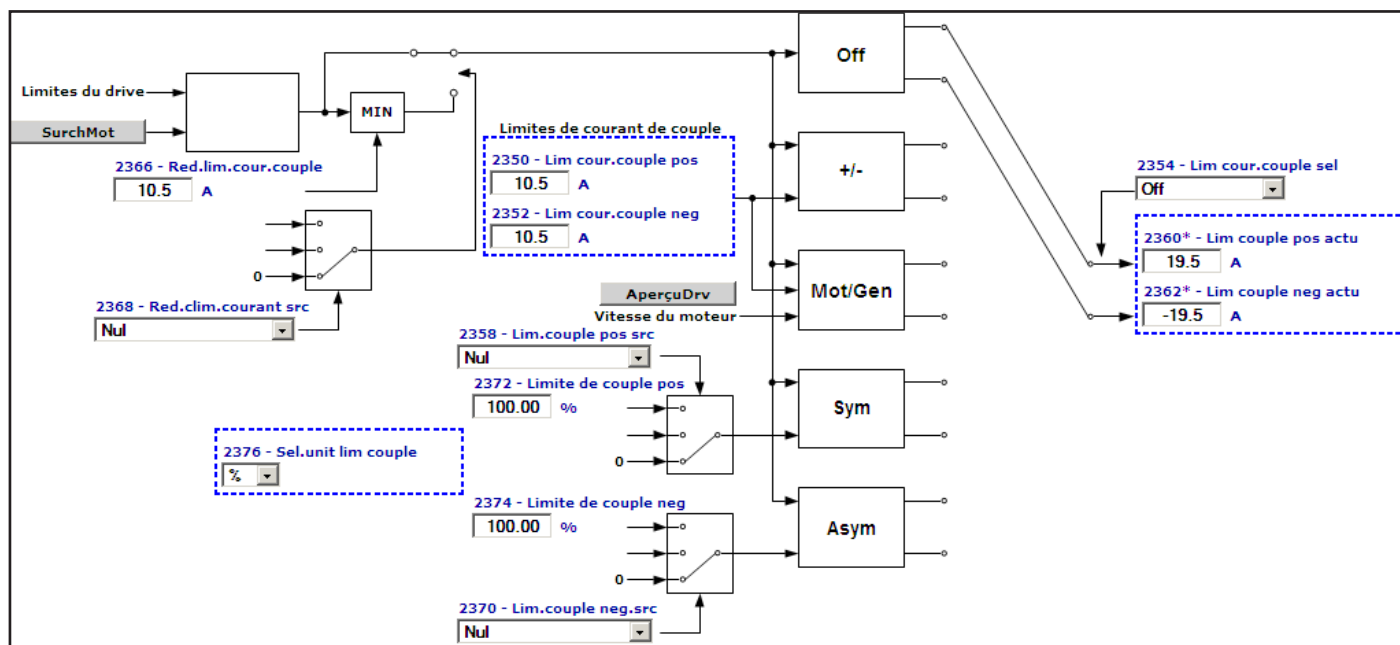 Limites du drive
SurchMot
MIN
2366 - Red.lim.cour.couple
10.5 A
0
2368 - Red.clim.courant src
Nul
Limites de courant de couple
2350 - Lim cour.couple pos
10.5 A
2352 - Lim cour.couple neg
10.5 A
AperçuDrv
Vitesse du moteur
2358 - Lim.couple pos src
Nul
2372 - Limite de couple pos
100.00 %
0
2376 - Sel.unit lim couple
%
2374 - Limite de couple neg
100.00 %
0
2370 - Lim.couple neg.src
Nul
Off
+/-
Mot/Gen
Sym
Asym
2354 - Lim cour.couple sel
Off
2360* - Lim couple pos actu
19.5 A
2362* - Lim couple neg actu
-19.5 A